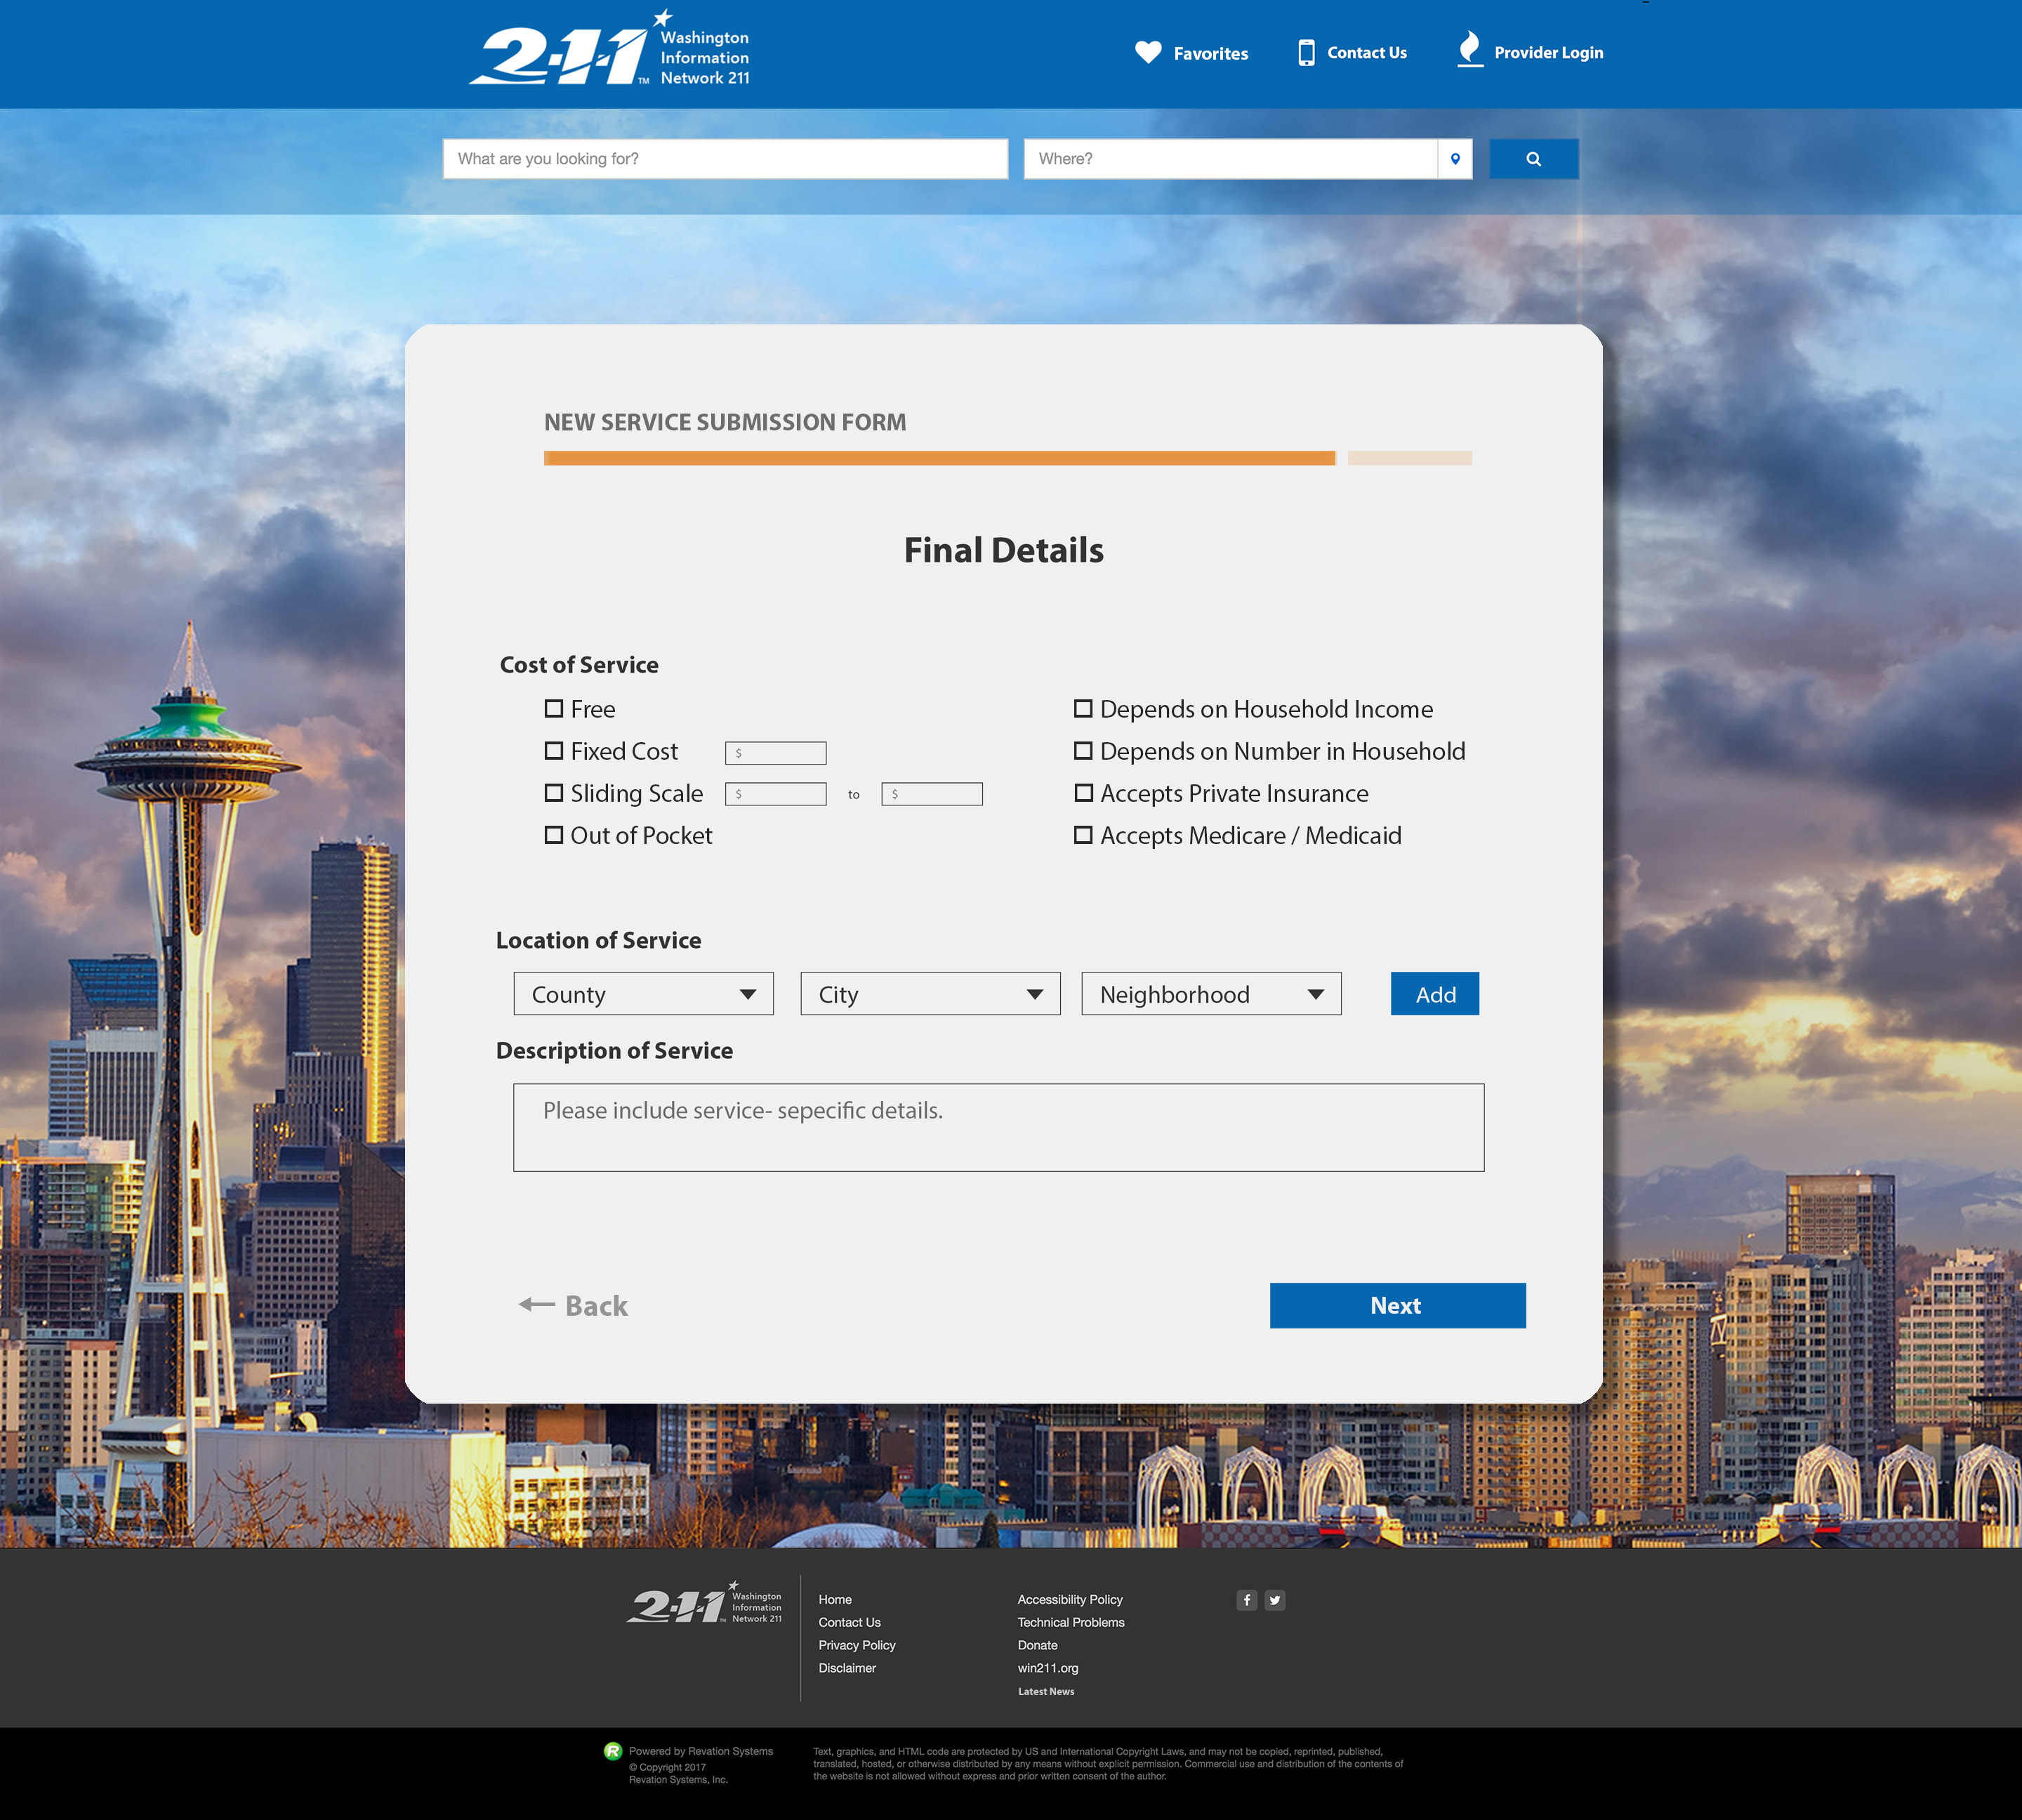 2-1-1 TM
Washington
Information
Network 211
Favorites
Contact Us
Provider Login
What are you looking for?
Where?
NEW SERVICE SUBMISSION FORM
Final Details
Cost of Service
Free
Depends on Household Income
Fixed Cost $
Depends on Number in Household
Sliding Scale $ to $
Accepts Private Insurance
Out of Pocket
Accepts Medicare / Medicaid
Location of Service
County
City
Neighborhood
Add
Description of Service
Please include service- sepecific details.
Back
Next
2-1-1 TM
Washington
Information
Network 211
Home
Contact Us
Privacy Policy
Disclaimer
Accessibility Policy
Technical Problems
Donate
win211.org
Latest News
f
R
Powered by Revation Systems
© Copyright 2017
Revation Systems, Inc.
Text, graphics, and HTML code are protected by US and International Copyright Laws, and may not be copied, reprinted, published,
translated, hosted, or otherwise distributed by any means without explicit permission. Commercial use and distribution of the contents of
the website is not allowed without express and prior written consent of the author.